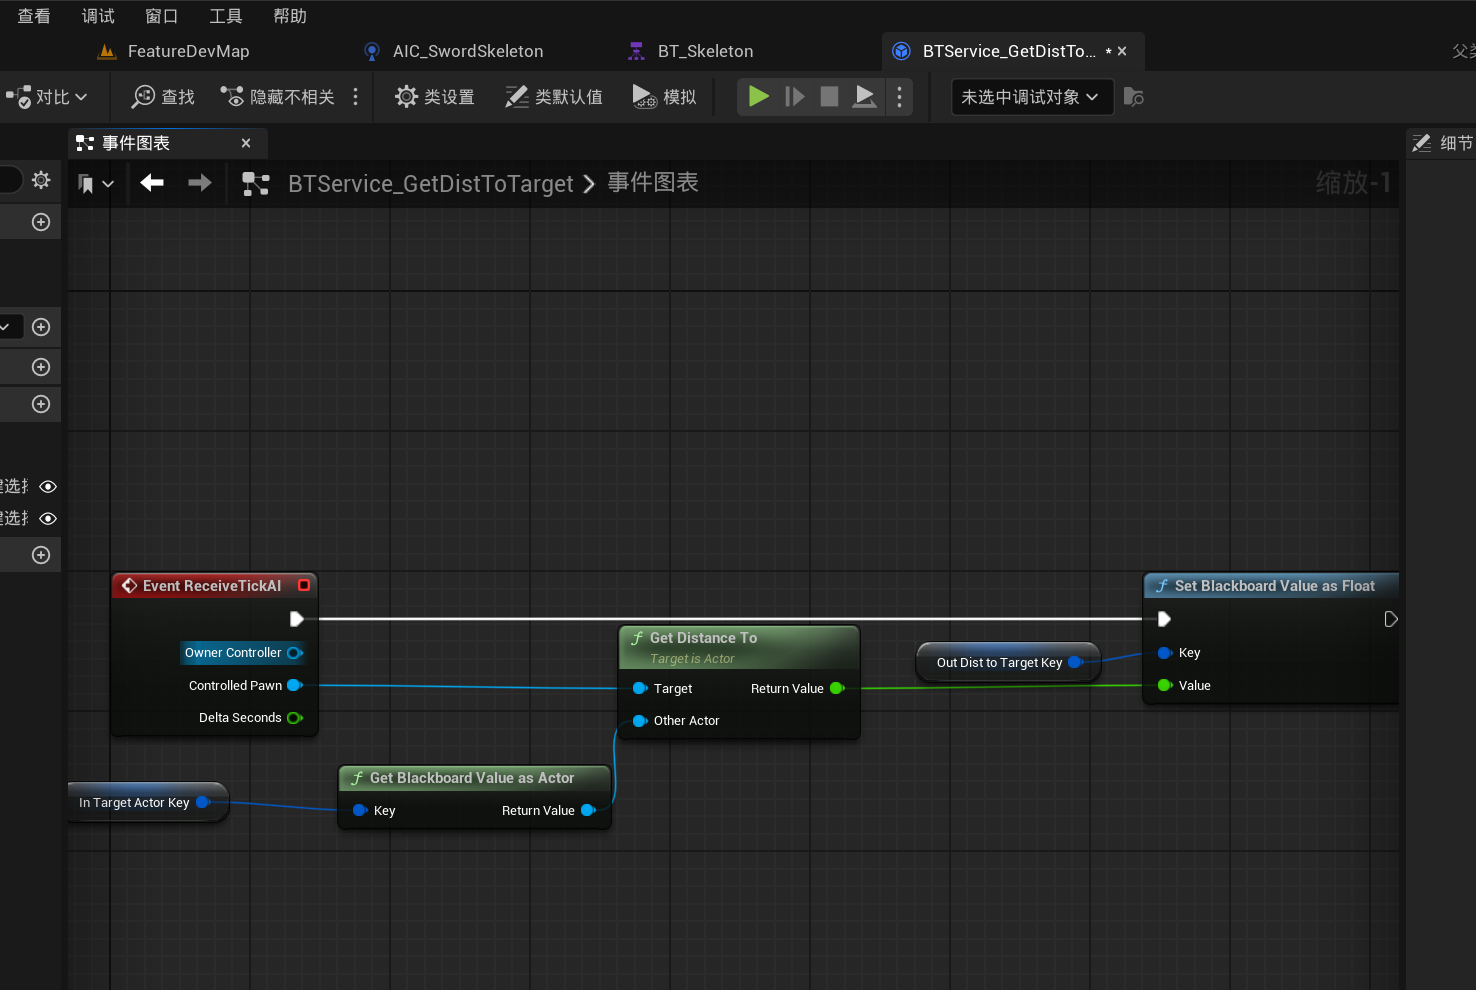 查看 调试 窗口 工具 帮助
FeatureDevMap AIC_SwordSkeleton BT_Skeleton BTService_GetDistTo... *
对比 查找 隐藏不相关 类设置 类默认值 模拟 未选中调试对象
事件图表 细节
BTService_GetDistToTarget > 事件图表 缩放-1
Event ReceiveTickAI
Owner Controller
Controlled Pawn
Delta Seconds
Get Distance To
Target is Actor
Target Return Value
Other Actor
Out Dist to Target Key
Set Blackboard Value as Float
Key
Value
In Target Actor Key
Get Blackboard Value as Actor
Key Return Value